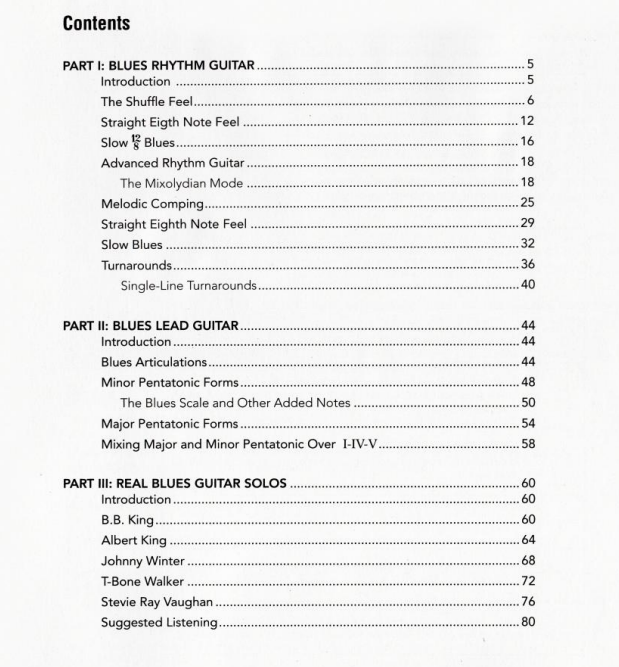 Contents
PART I: BLUES RHYTHM GUITAR ........ 5
Introduction ........ 5
The Shuffle Feel ........ 6
Straight Eigth Note Feel ........ 12
Slow 12/8 Blues ........ 16
Advanced Rhythm Guitar ........ 18
The Mixolydian Mode ........ 18
Melodic Comping ........ 25
Straight Eighth Note Feel ........ 29
Slow Blues ........ 32
Turnarounds ........ 36
Single-Line Turnarounds ........ 40
PART II: BLUES LEAD GUITAR ........ 44
Introduction ........ 44
Blues Articulations ........ 44
Minor Pentatonic Forms ........ 48
The Blues Scale and Other Added Notes ........ 50
Major Pentatonic Forms ........ 54
Mixing Major and Minor Pentatonic Over I-IV-V ........ 58
PART III: REAL BLUES GUITAR SOLOS ........ 60
Introduction ........ 60
B.B. King ........ 60
Albert King ........ 64
Johnny Winter ........ 68
T-Bone Walker ........ 72
Stevie Ray Vaughan ........ 76
Suggested Listening ........ 80